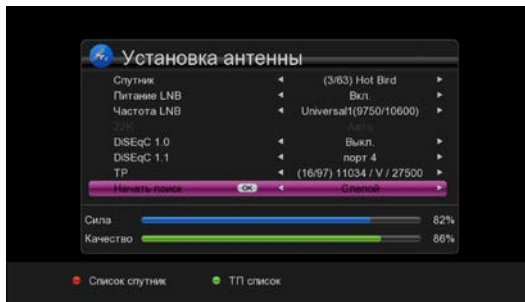 Установка антенны
Спутник (3/63) Hot Bird
Питание LNB Вкл.
Частота LNB Universal1(9750/10600)
22K Авто
DiSEqC 1.0 Выкл.
DiSEqC 1.1 порт 4
TP (16/97) 11034 / V / 27500
Начать поиск OK Слепой
Сила 82%
Качество 86%
Список спутник ТП список